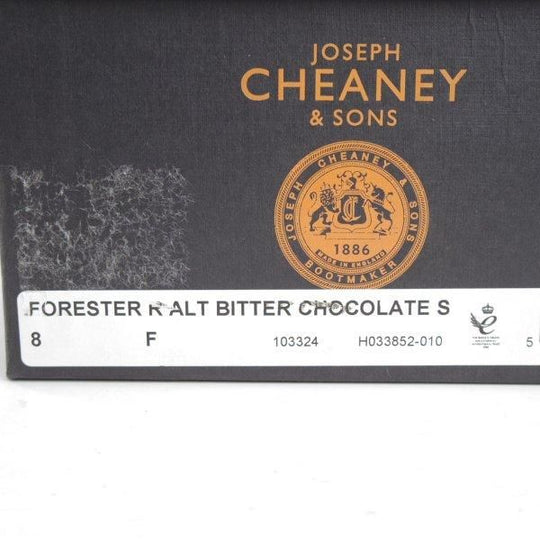 JOSEPH
CHEANEY
& SONS
JOSEPH CHEANEY & SONS
1886
MADE IN ENGLAND
BOOTMAKER
FORESTER R ALT BITTER CHOCOLATE S
8 F 103324 H033852-010 5